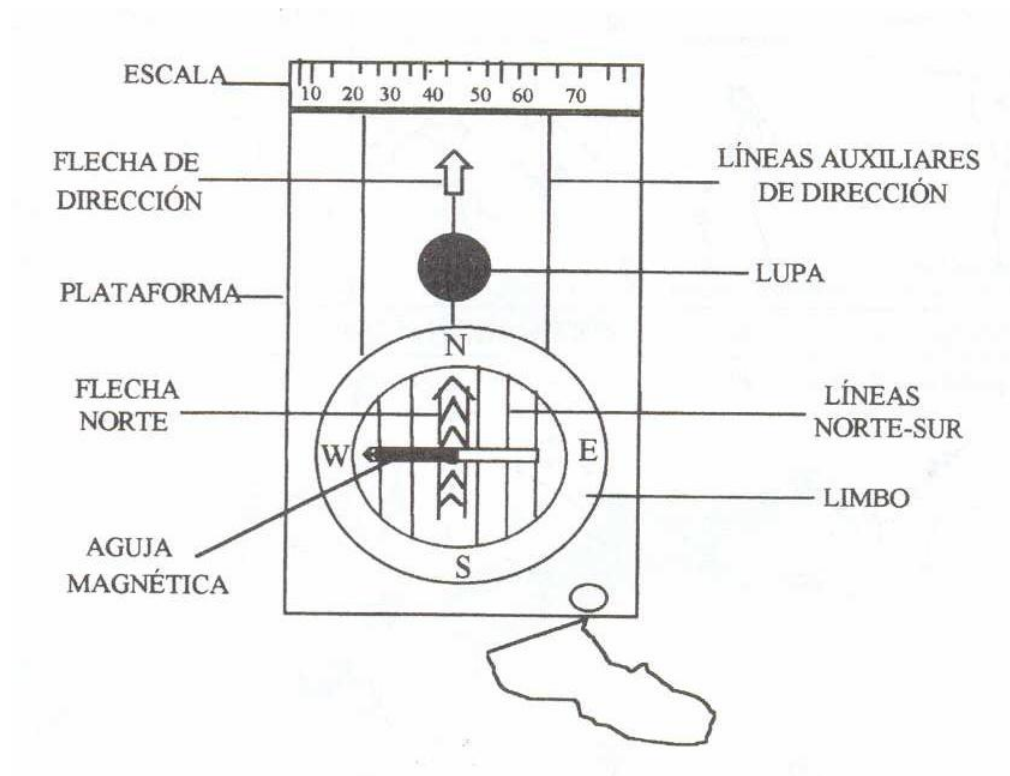 ESCALA
10 20 30 40 50 60 70
FLECHA DE
DIRECCIÓN
LÍNEAS AUXILIARES
DE DIRECCIÓN
LUPA
PLATAFORMA
N
FLECHA
NORTE
LÍNEAS
NORTE-SUR
W
E
LIMBO
AGUJA
MAGNÉTICA
S